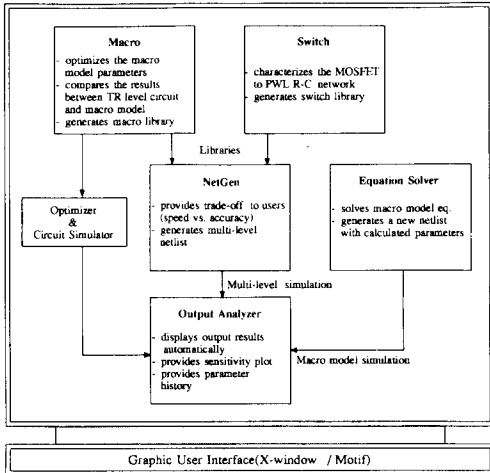 Macro
- optimizes the macro
model parameters
- compares the results
between TR level circuit
and macro model
- generates macro library
Switch
- characterizes the MOSFET
to PWL R-C network
- generates switch library
Libraries
NetGen
- provides trade-off to users
(speed vs. accuracy)
- generates multi-level
netlist
Equation Solver
- solves macro model eq.
- generates a new netlist
with calculated parameters
Optimizer
&
Circuit Simulator
Multi-level simulation
Output Analyzer
- displays output results
automatically
- provides sensitivity plot
- provides parameter
history
Macro model simulation
Graphic User Interface(X-window / Motif)